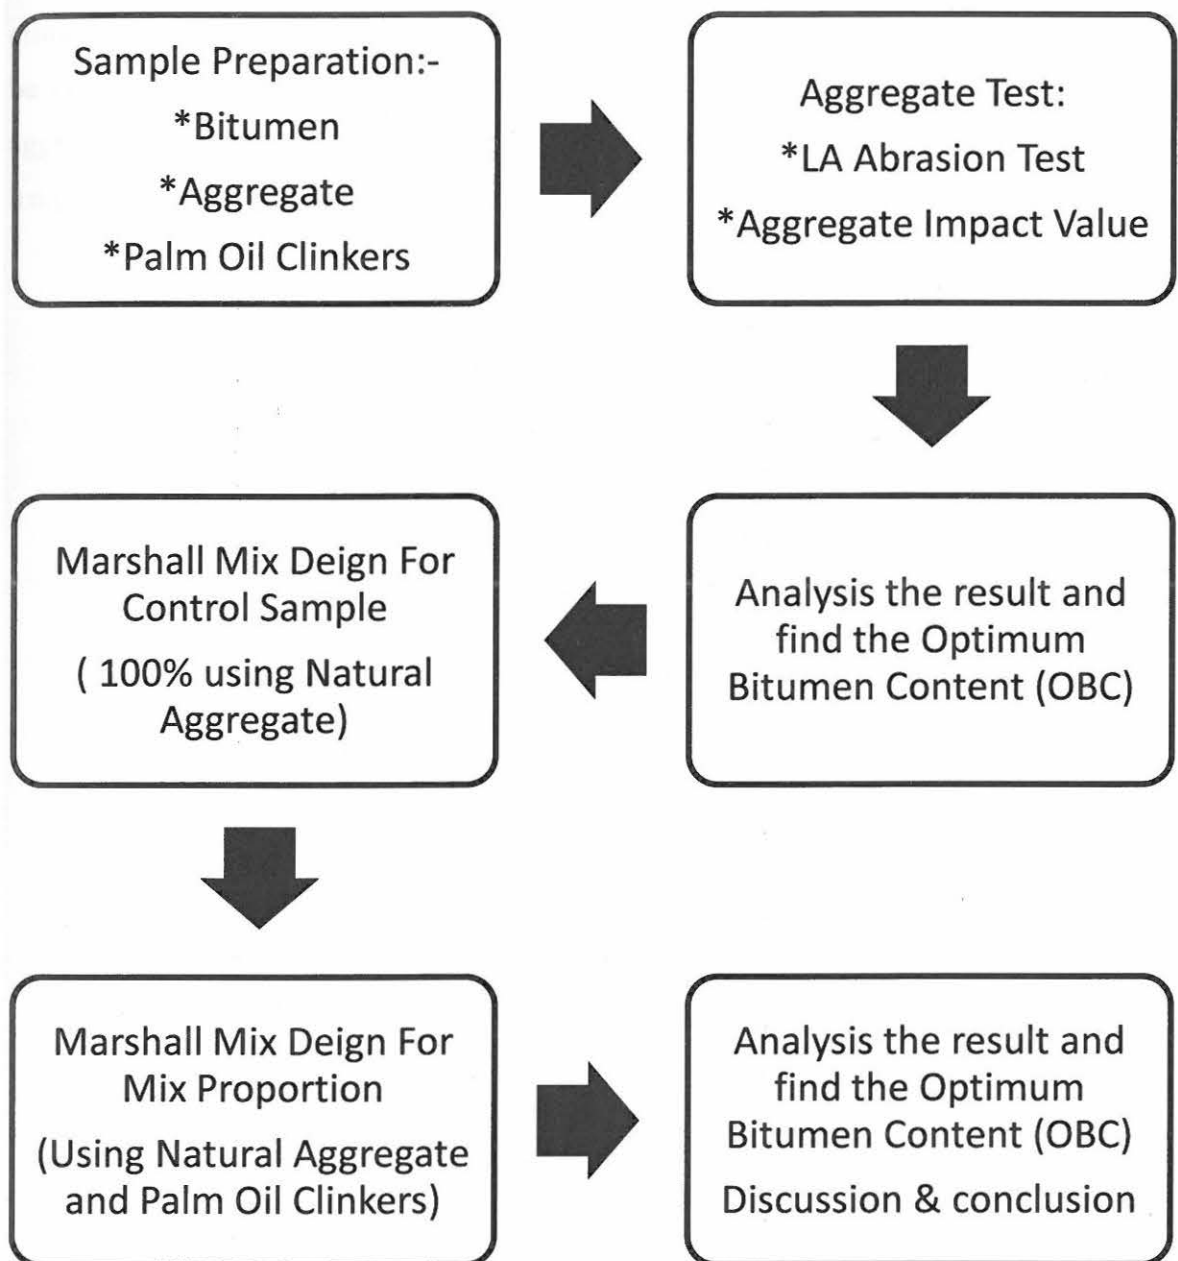 Sample Preparation:-
*Bitumen
*Aggregate
*Palm Oil Clinkers
Aggregate Test:
*LA Abrasion Test
*Aggregate Impact Value
Analysis the result and
find the Optimum
Bitumen Content (OBC)
Marshall Mix Deign For
Control Sample
( 100% using Natural
Aggregate)
Marshall Mix Deign For
Mix Proportion
(Using Natural Aggregate
and Palm Oil Clinkers)
Analysis the result and
find the Optimum
Bitumen Content (OBC)
Discussion & conclusion